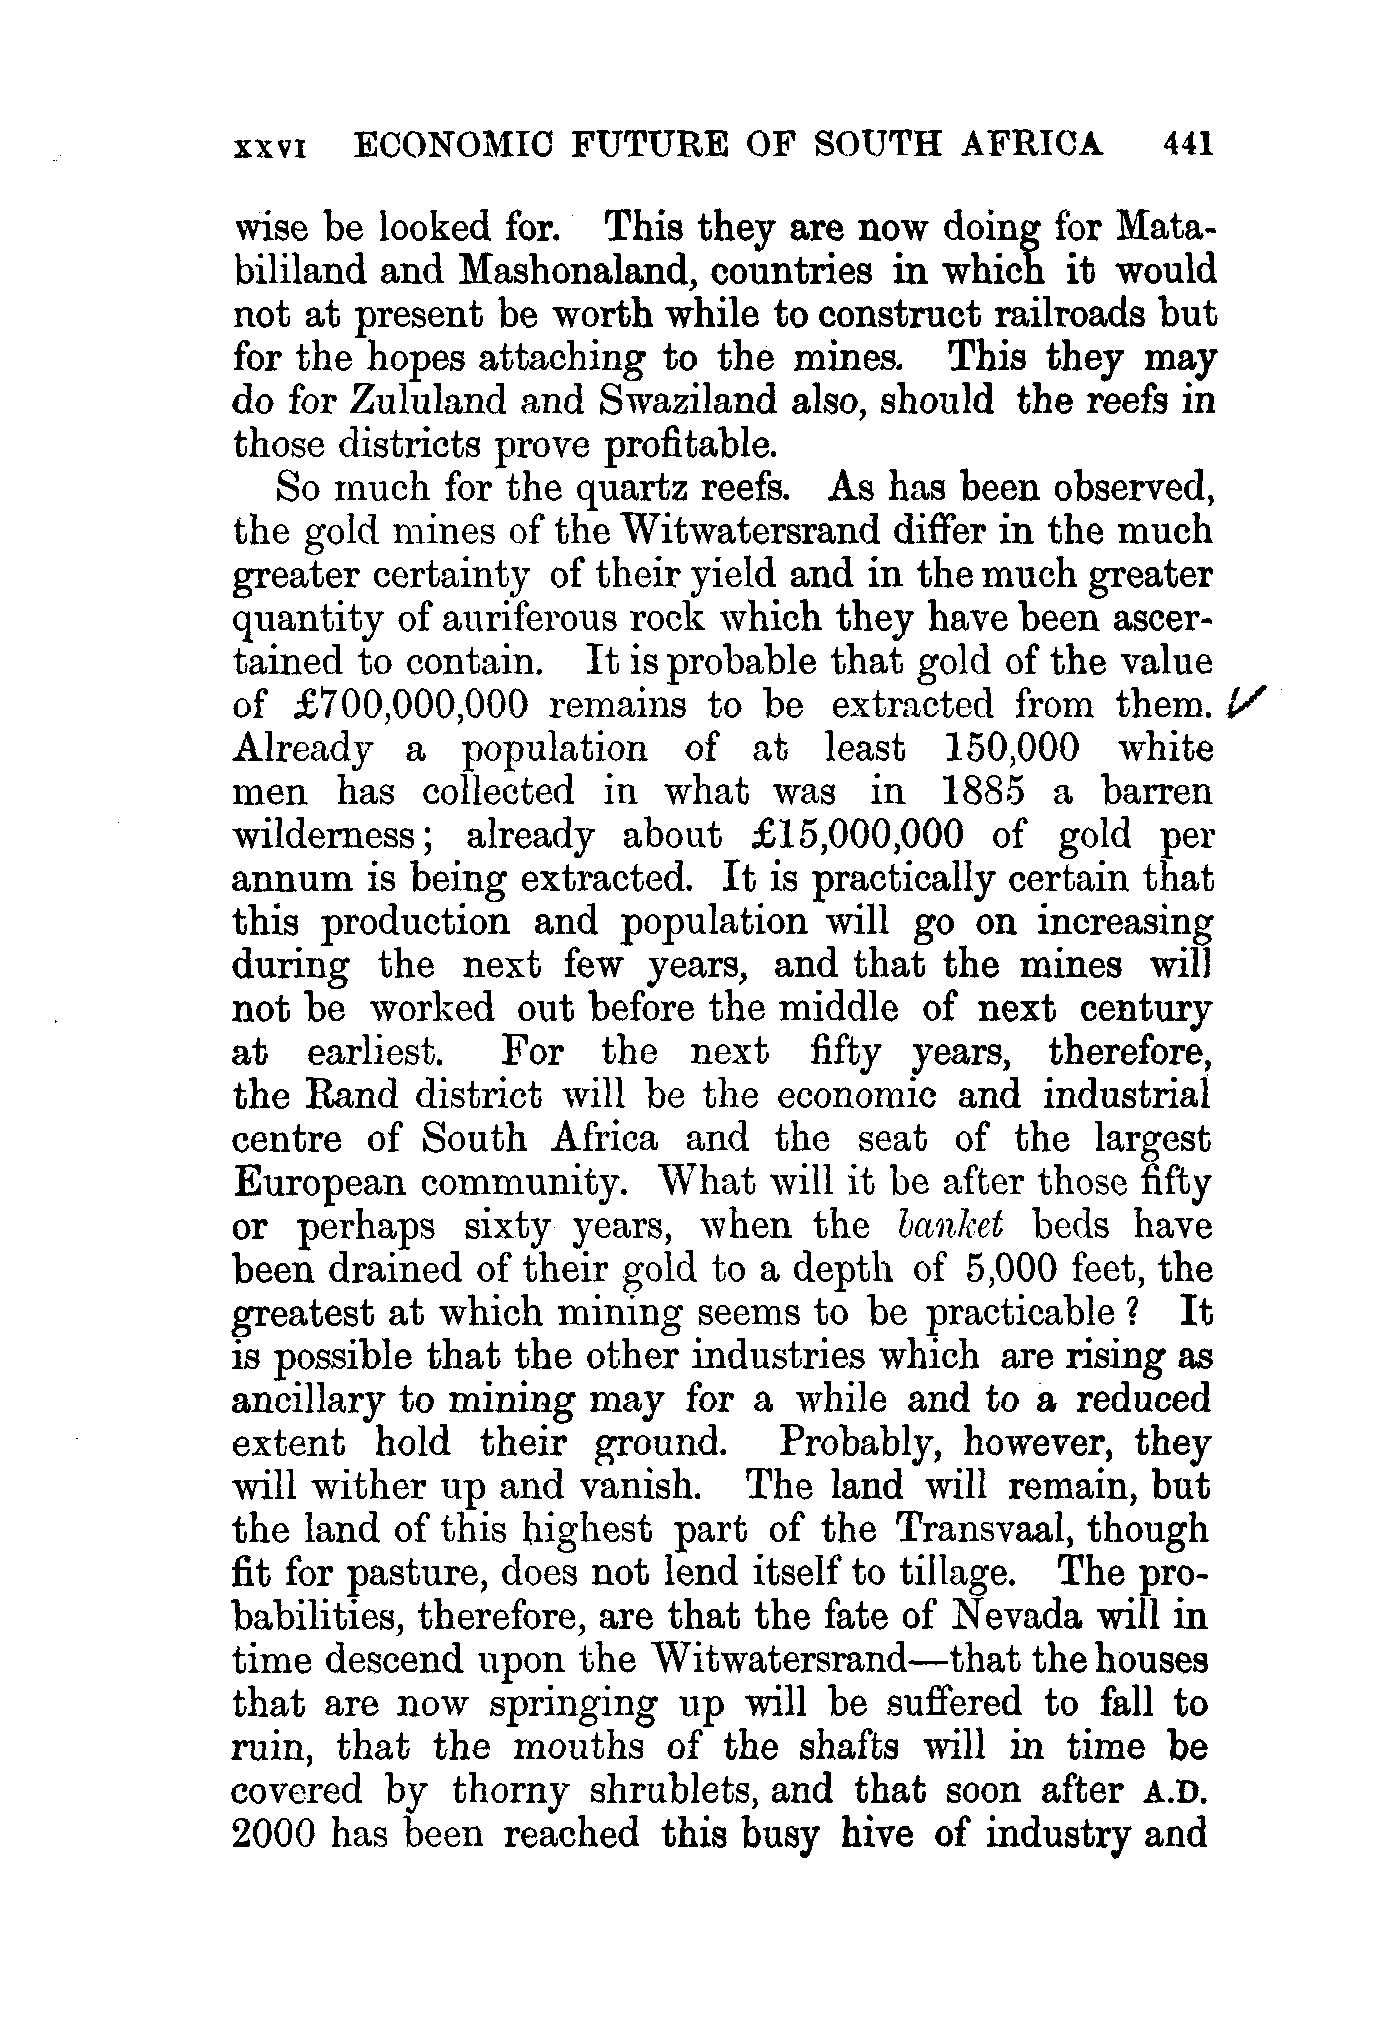 xxvi ECONOMIC FUTURE OF SOUTH AFRICA 441
wise be looked for. This they are now doing for Mata-
bililand and Mashonaland, countries in which it would
not at present be worth while to construct railroads but
for the hopes attaching to the mines. This they may
do for Zululand and Swaziland also, should the reefs in
those districts prove profitable.
So much for the quartz reefs. As has been observed,
the gold mines of the Witwatersrand differ in the much
greater certainty of their yield and in the much greater
quantity of auriferous rock which they have been ascer-
tained to contain. It is probable that gold of the value
of £700,000,000 remains to be extracted from them.
Already a population of at least 150,000 white
men has collected in what was in 1885 a barren
wilderness; already about £15,000,000 of gold per
annum is being extracted. It is practically certain that
this production and population will go on increasing
during the next few years, and that the mines will
not be worked out before the middle of next century
at earliest. For the next fifty years, therefore,
the Rand district will be the economic and industrial
centre of South Africa and the seat of the largest
European community. What will it be after those fifty
or perhaps sixty years, when the banket beds have
been drained of their gold to a depth of 5,000 feet, the
greatest at which mining seems to be practicable? It
is possible that the other industries which are rising as
ancillary to mining may for a while and to a reduced
extent hold their ground. Probably, however, they
will wither up and vanish. The land will remain, but
the land of this highest part of the Transvaal, though
fit for pasture, does not lend itself to tillage. The pro-
babilities, therefore, are that the fate of Nevada will in
time descend upon the Witwatersrand—that the houses
that are now springing up will be suffered to fall to
ruin, that the mouths of the shafts will in time be
covered by thorny shrublets, and that soon after A.D.
2000 has been reached this busy hive of industry and